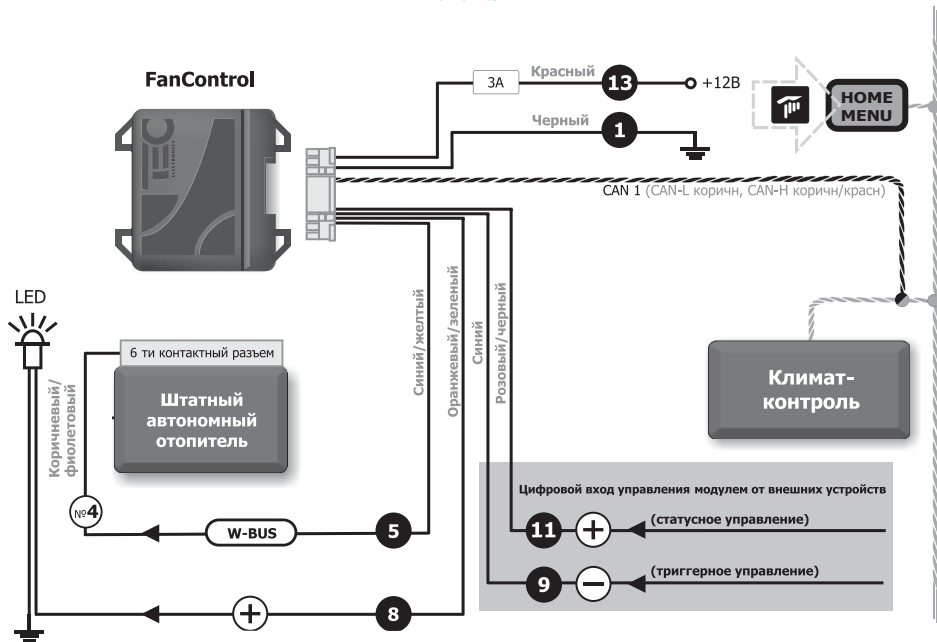 FanControl
3А
Красный
13
+12В
HOME
MENU
Черный
1
TEC
ELECTRONICS
CAN 1 (CAN-L коричн, CAN-H коричн/красн)
LED
6 ти контактный разъем
Штатный
автономный
отопитель
Коричневый/
фиолетовый
Синий/желтый
Оранжевый/зеленый
Синий
Розовый/черный
Климат-
контроль
Цифровой вход управления модулем от внешних устройств
№4
W-BUS
5
11
+
(статусное управление)
9
−
(триггерное управление)
+
8